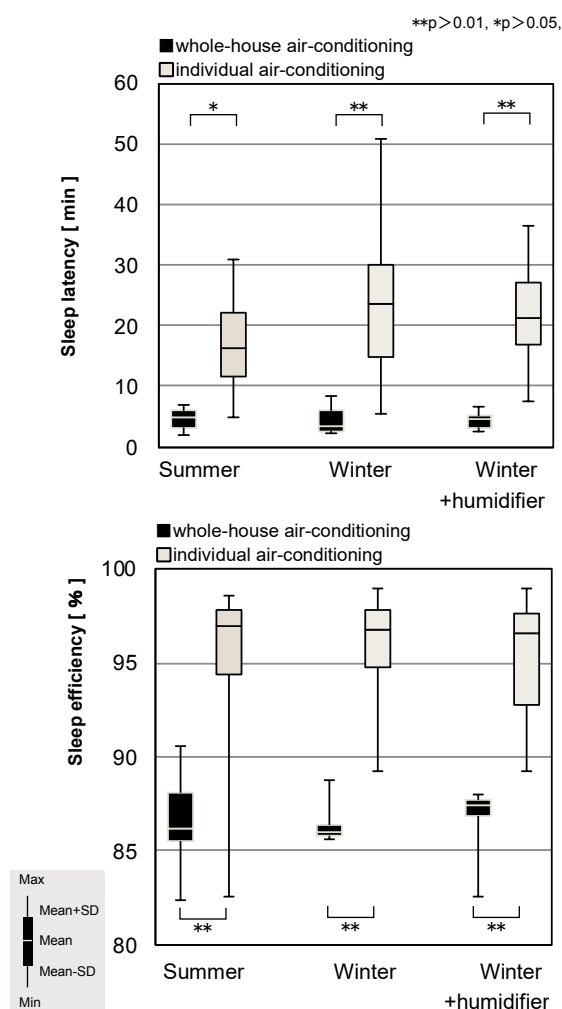 **p＞0.01, *p＞0.05,
■whole-house air-conditioning
□individual air-conditioning
Sleep latency [ min ]
60
50
40
30
20
10
0
*
**
**
Summer
Winter
Winter
+humidifier
■whole-house air-conditioning
□individual air-conditioning
Sleep efficiency [ % ]
100
95
90
85
80
**
**
**
Summer
Winter
Winter
+humidifier
Max
Mean+SD
Mean
Mean-SD
Min